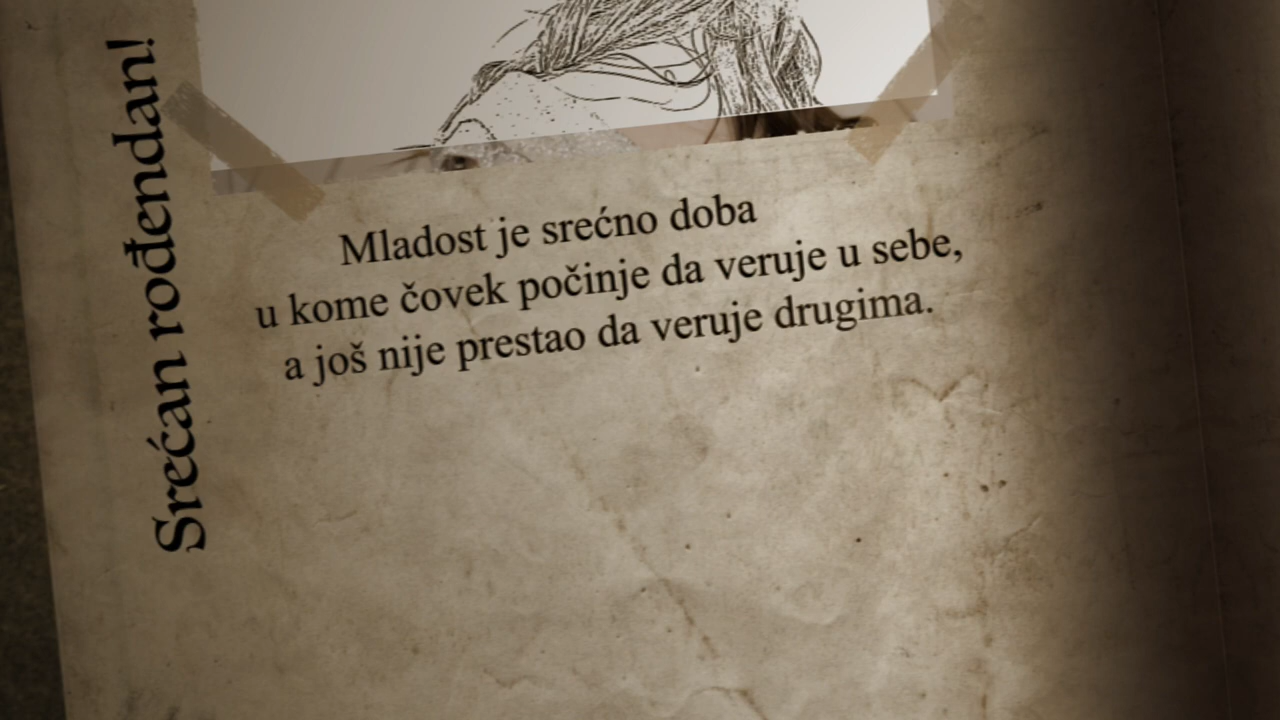 Srećan rođendan!
Mladost je srećno doba
u kome čovek počinje da veruje u sebe,
a još nije prestao da veruje drugima.